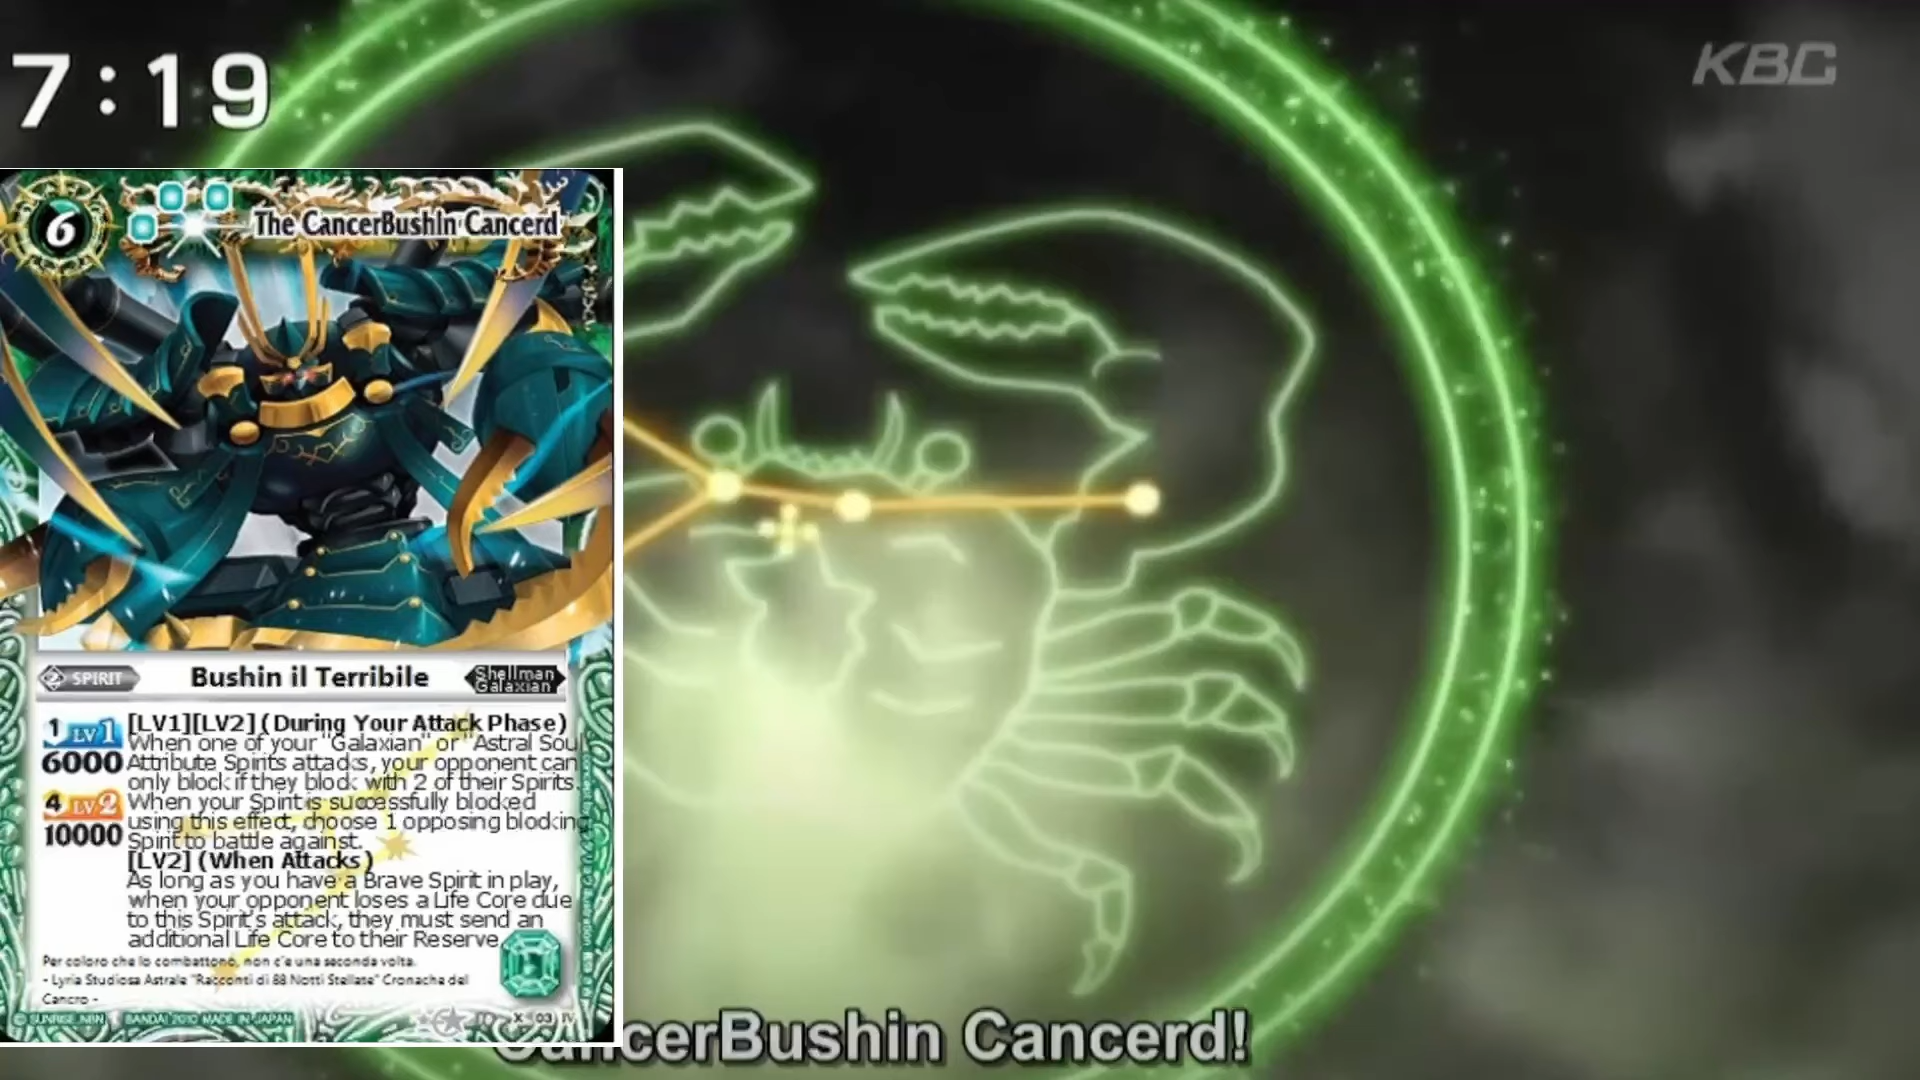 7:19
KBC
6
The CancerBushin Cancerd
2 SPIRIT
Bushin il Terribile
Shellman
Galaxian
1 LV1
6000
4 LV2
10000
[LV1][LV2] (During Your Attack Phase)
When one of your "Galaxian" or "Astral Soul
Attribute Spirits attacks, your opponent can
only block if they block with 2 of their Spirits.
When your Spirit is successfully blocked
using this effect, choose 1 opposing blocking
Spirit to battle against.
[LV2] (When Attacks)
As long as you have a Brave Spirit in play,
when your opponent loses a Life Core due
to this Spirit's attack, they must send an
additional Life Core to their Reserve.
Per coloro che lo combattono, non c'e una seconda volta.
- Lyria Studiosa Astrale "Racconti di 88 Notti Stellate" Cronache del
Cancro -
© SUNRISE, NBN BANDAI 2010 MADE IN JAPAN
X 03
CancerBushin Cancerd!